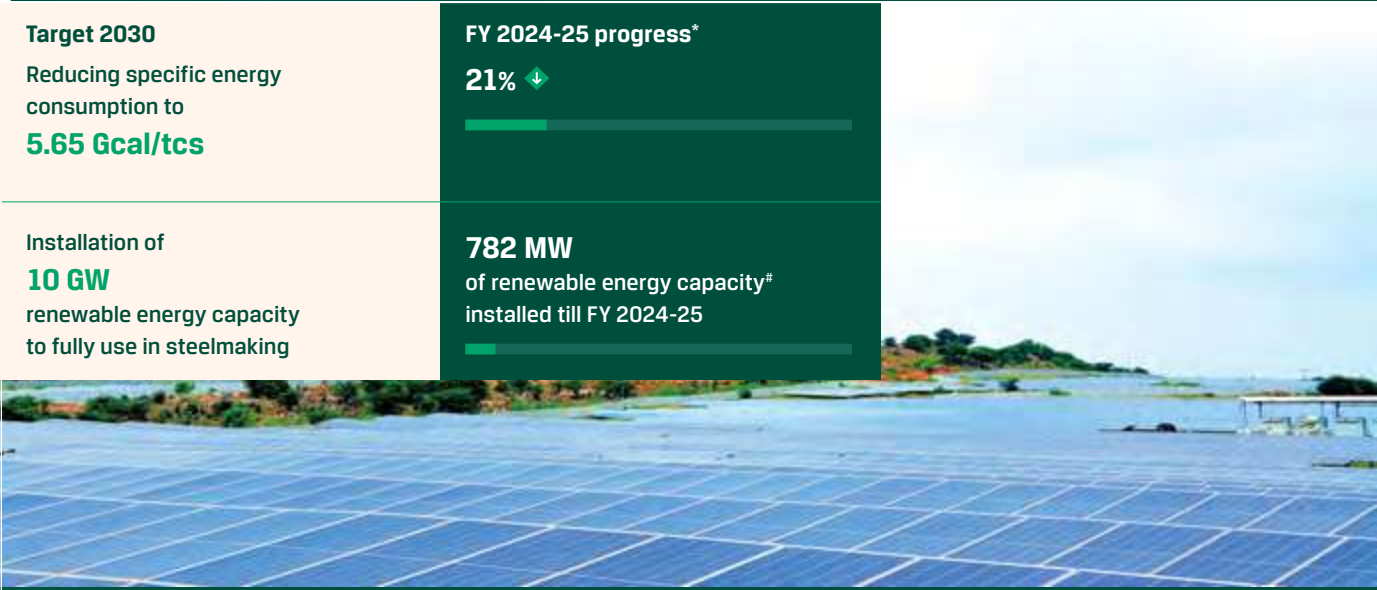 Target 2030
Reducing specific energy
consumption to
5.65 Gcal/tcs
FY 2024-25 progress*
21%
Installation of
10 GW
renewable energy capacity
to fully use in steelmaking
782 MW
of renewable energy capacity#
installed till FY 2024-25